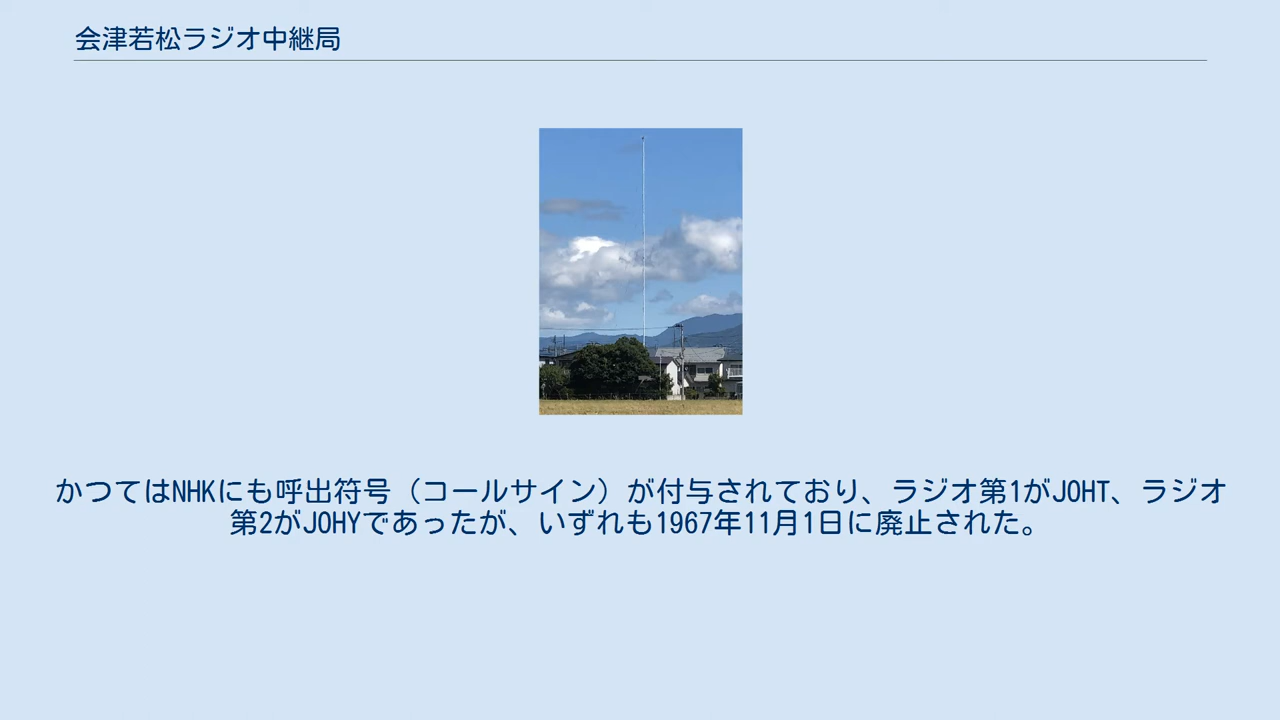 会津若松ラジオ中継局
かつてはNHKにも呼出符号（コールサイン）が付与されており、ラジオ第1がJOHT、ラジオ
第2がJOHYであったが、いずれも1967年11月1日に廃止された。